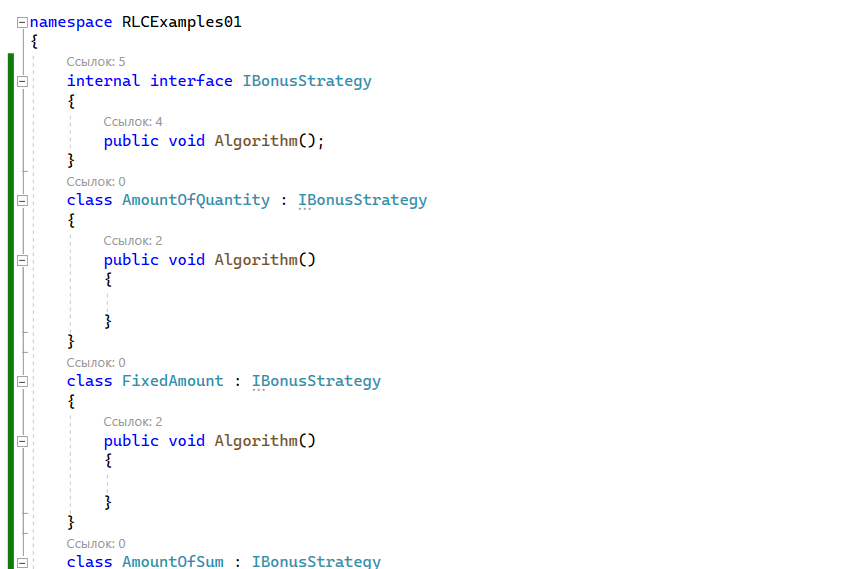 namespace RLCExamples01
{
Ссылок: 5
internal interface IBonusStrategy
{
Ссылок: 4
public void Algorithm();
}
Ссылок: 0
class AmountOfQuantity : IBonusStrategy
{
Ссылок: 2
public void Algorithm()
{
}
}
Ссылок: 0
class FixedAmount : IBonusStrategy
{
Ссылок: 2
public void Algorithm()
{
}
}
Ссылок: 0
class AmountOfSum : IBonusStrategy